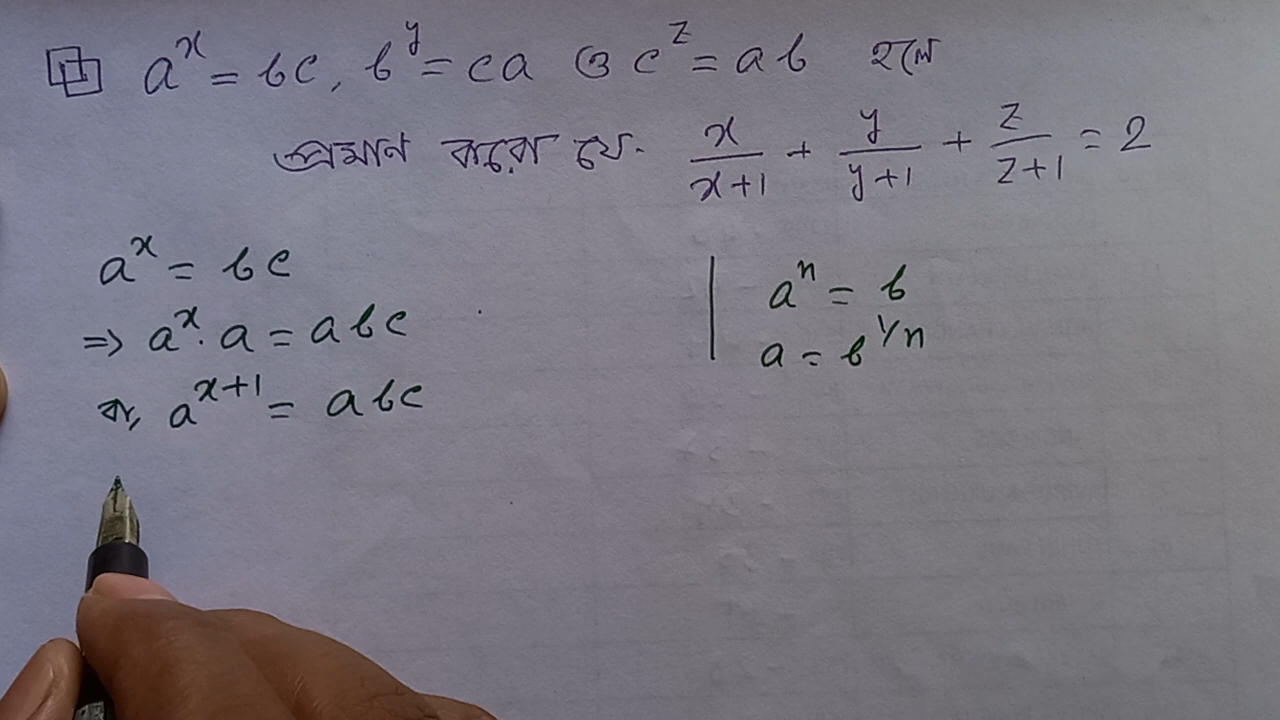 a^x = bc, b^y = ca ও c^z = ab হলে
প্রমাণ করো যে. x/(x+1) + y/(y+1) + z/(z+1) = 2
a^x = bc
⇒ a^x . a = abc
বা, a^(x+1) = abc
a^n = b
a = b^(1/n)